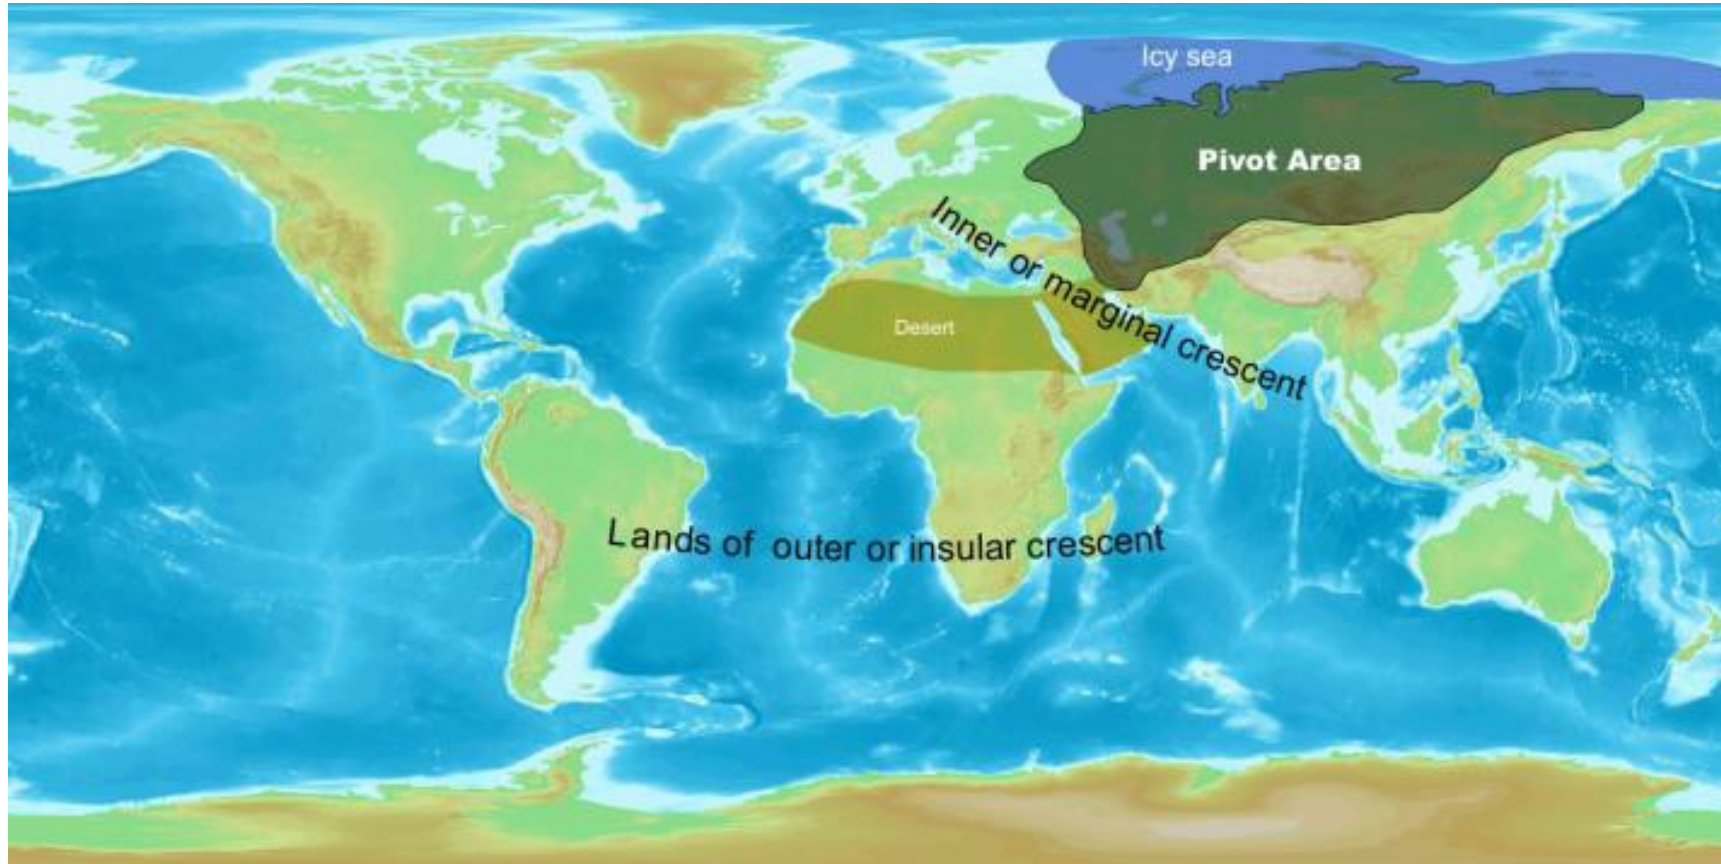 Icy sea
Pivot Area
Inner or marginal crescent
Desert
Lands of outer or insular crescent